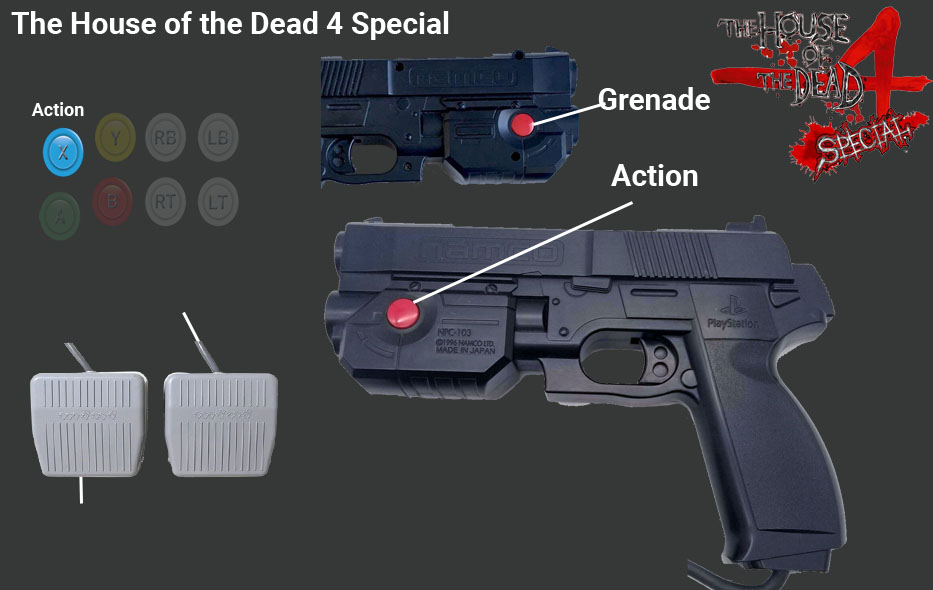 The House of the Dead 4 Special
THE HOUSE
OF
THE DEAD 4
SPECIAL
namco
Grenade
Action
X
Y
RB
LB
A
B
RT
LT
Action
namco
NPC-103
©1996 NAMCO LTD.
MADE IN JAPAN
PlayStation